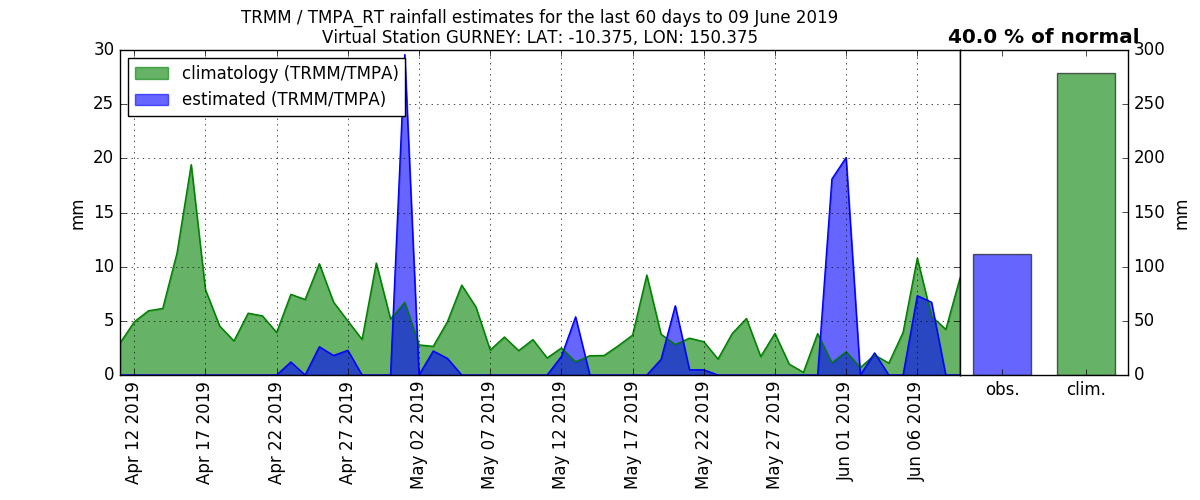 TRMM / TMPA_RT rainfall estimates for the last 60 days to 09 June 2019
Virtual Station GURNEY: LAT: -10.375, LON: 150.375
40.0 % of normal
climatology (TRMM/TMPA)
estimated (TRMM/TMPA)
30
25
20
15
10
5
0
mm
300
250
200
150
100
50
0
mm
Apr 12 2019
Apr 17 2019
Apr 22 2019
Apr 27 2019
May 02 2019
May 07 2019
May 12 2019
May 17 2019
May 22 2019
May 27 2019
Jun 01 2019
Jun 06 2019
obs.
clim.